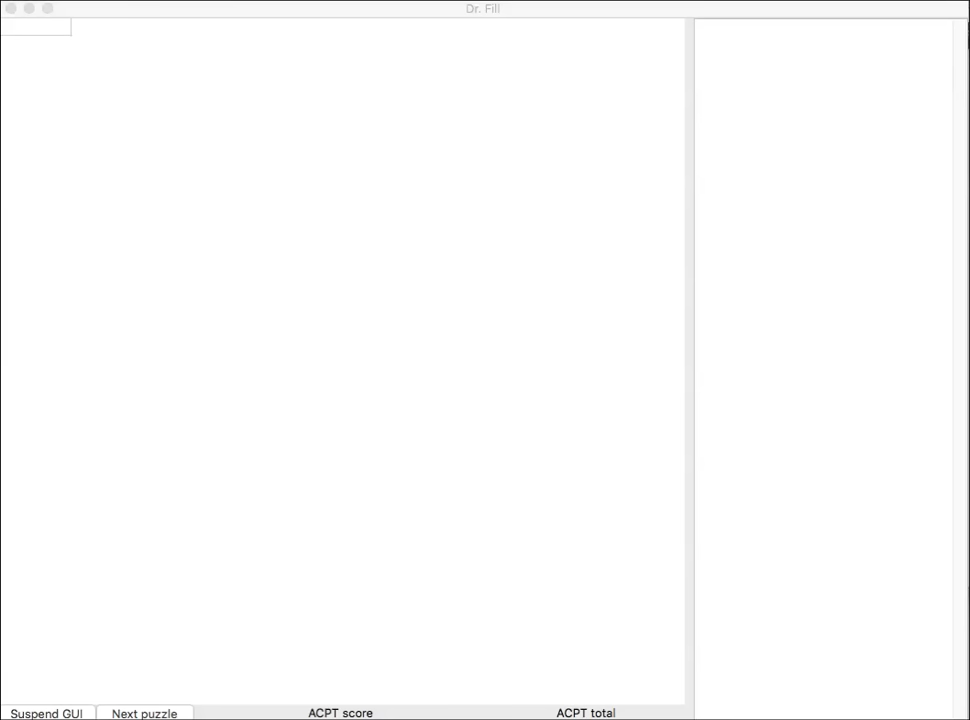 Dr. Fill
Suspend GUI
Next puzzle
ACPT score
ACPT total